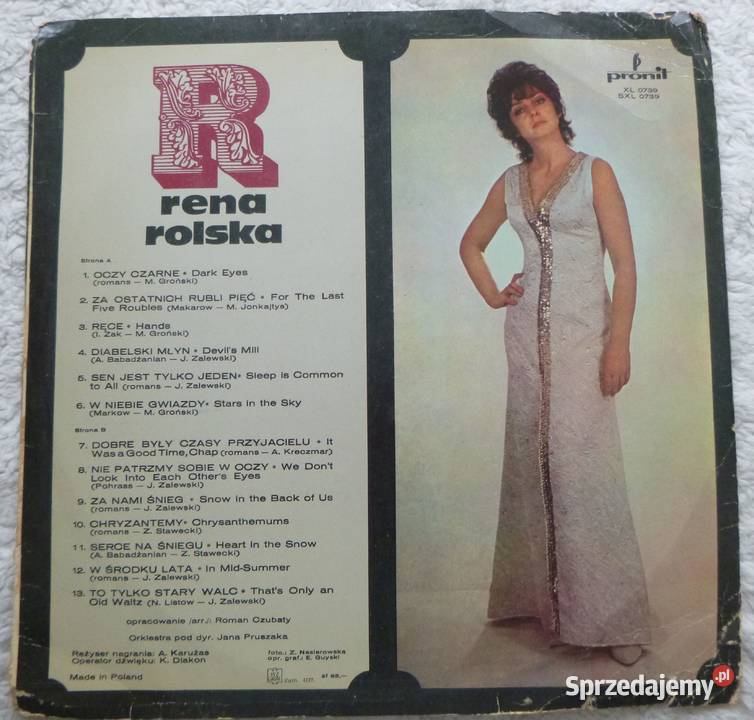 R
rena
rolska
Strona A
1. OCZY CZARNE • Dark Eyes
(romans — M. Groński)
2. ZA OSTATNICH RUBLI PIĘĆ • For The Last
Five Roubles (Makarow — M. Jonkajtys)
3. RĘCE • Hands
(I. Żak — M. Groński)
4. DIABELSKI MŁYN • Devil's Mill
(A. Babadżanian — J. Zalewski)
5. SEN JEST TYLKO JEDEN • Sleep is Common
to All (romans — J. Zalewski)
6. W NIEBIE GWIAZDY • Stars in the Sky
(Markow — M. Groński)
Strona B
7. DOBRE BYŁY CZASY PRZYJACIELU • It
Was a Good Time, Chap (romans — A. Kreczmar)
8. NIE PATRZMY SOBIE W OCZY • We Don't
Look Into Each Other's Eyes
(Pohrass — J. Zalewski)
9. ZA NAMI ŚNIEG • Snow in the Back of Us
(romans — J. Zalewski)
10. CHRYZANTEMY • Chrysanthemums
(romans — Z. Stawecki)
11. SERCE NA ŚNIEGU • Heart in the Snow
(A. Babadżanian — Z. Stawecki)
12. W ŚRODKU LATA • In Mid-Summer
(romans — J. Zalewski)
13. TO TYLKO STARY WALC • That's Only an
Old Waltz (N. Listow — J. Zalewski)
opracowanie /arr./: Roman Czubaty
Orkiestra pod dyr. Jana Pruszaka
Reżyser nagrania: A. Karużas
Operator dźwięku: K. Diakon
foto.: Z. Nasierowska
opr. graf.: E. Guyski
Made in Poland
zł 65,—
pronit
XL 0739
SXL 0739
Sprzedajemy.pl